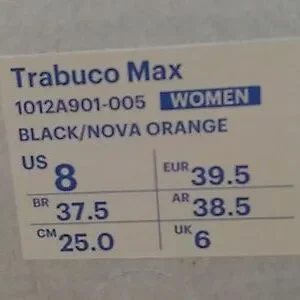 Trabuco Max
1012A901-005 WOMEN
BLACK/NOVA ORANGE
US 8 EUR 39.5
BR 37.5 AR 38.5
CM 25.0 UK 6